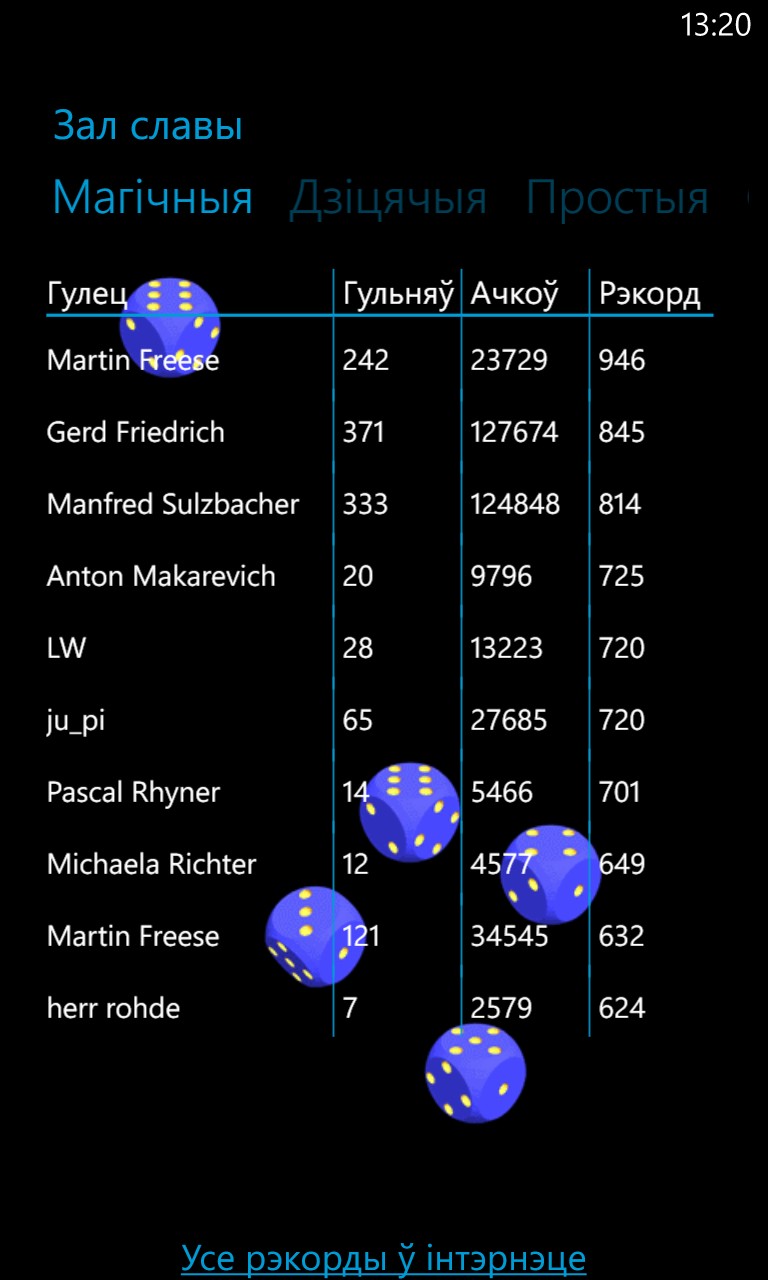 13:20
Зал славы
Магічныя Дзіцячыя Простыя
Гулец Гульняў Ачкоў Рэкорд
Martin Freese 242 23729 946
Gerd Friedrich 371 127674 845
Manfred Sulzbacher 333 124848 814
Anton Makarevich 20 9796 725
LW 28 13223 720
ju_pi 65 27685 720
Pascal Rhyner 14 5466 701
Michaela Richter 12 4577 649
Martin Freese 121 34545 632
herr rohde 7 2579 624
Усе рэкорды ў інтэрнэце